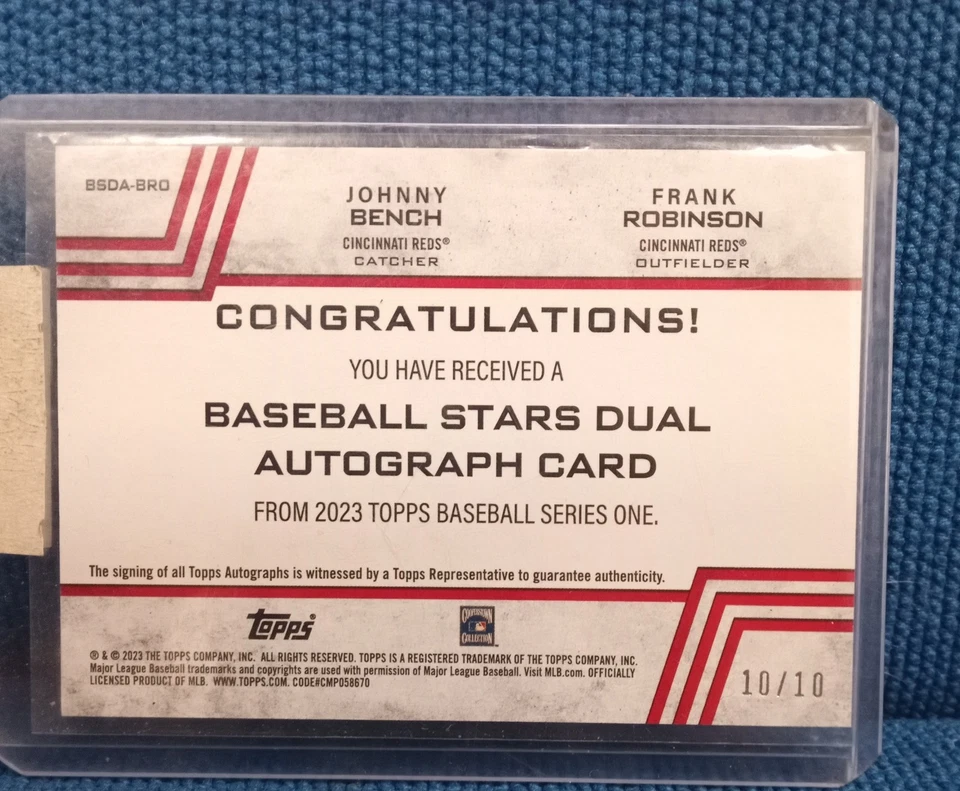 BSDA-BRO
JOHNNY
BENCH
CINCINNATI REDS®
CATCHER
FRANK
ROBINSON
CINCINNATI REDS®
OUTFIELDER
CONGRATULATIONS!
YOU HAVE RECEIVED A
BASEBALL STARS DUAL
AUTOGRAPH CARD
FROM 2023 TOPPS BASEBALL SERIES ONE.
The signing of all Topps Autographs is witnessed by a Topps Representative to guarantee authenticity.
Topps®
COOPERSTOWN
COLLECTION™
® & © 2023 THE TOPPS COMPANY, INC. ALL RIGHTS RESERVED. TOPPS IS A REGISTERED TRADEMARK OF THE TOPPS COMPANY, INC.
Major League Baseball trademarks and copyrights are used with permission of Major League Baseball. Visit MLB.com. OFFICIALLY
LICENSED PRODUCT OF MLB. WWW.TOPPS.COM. CODE#CMP058670
10/10